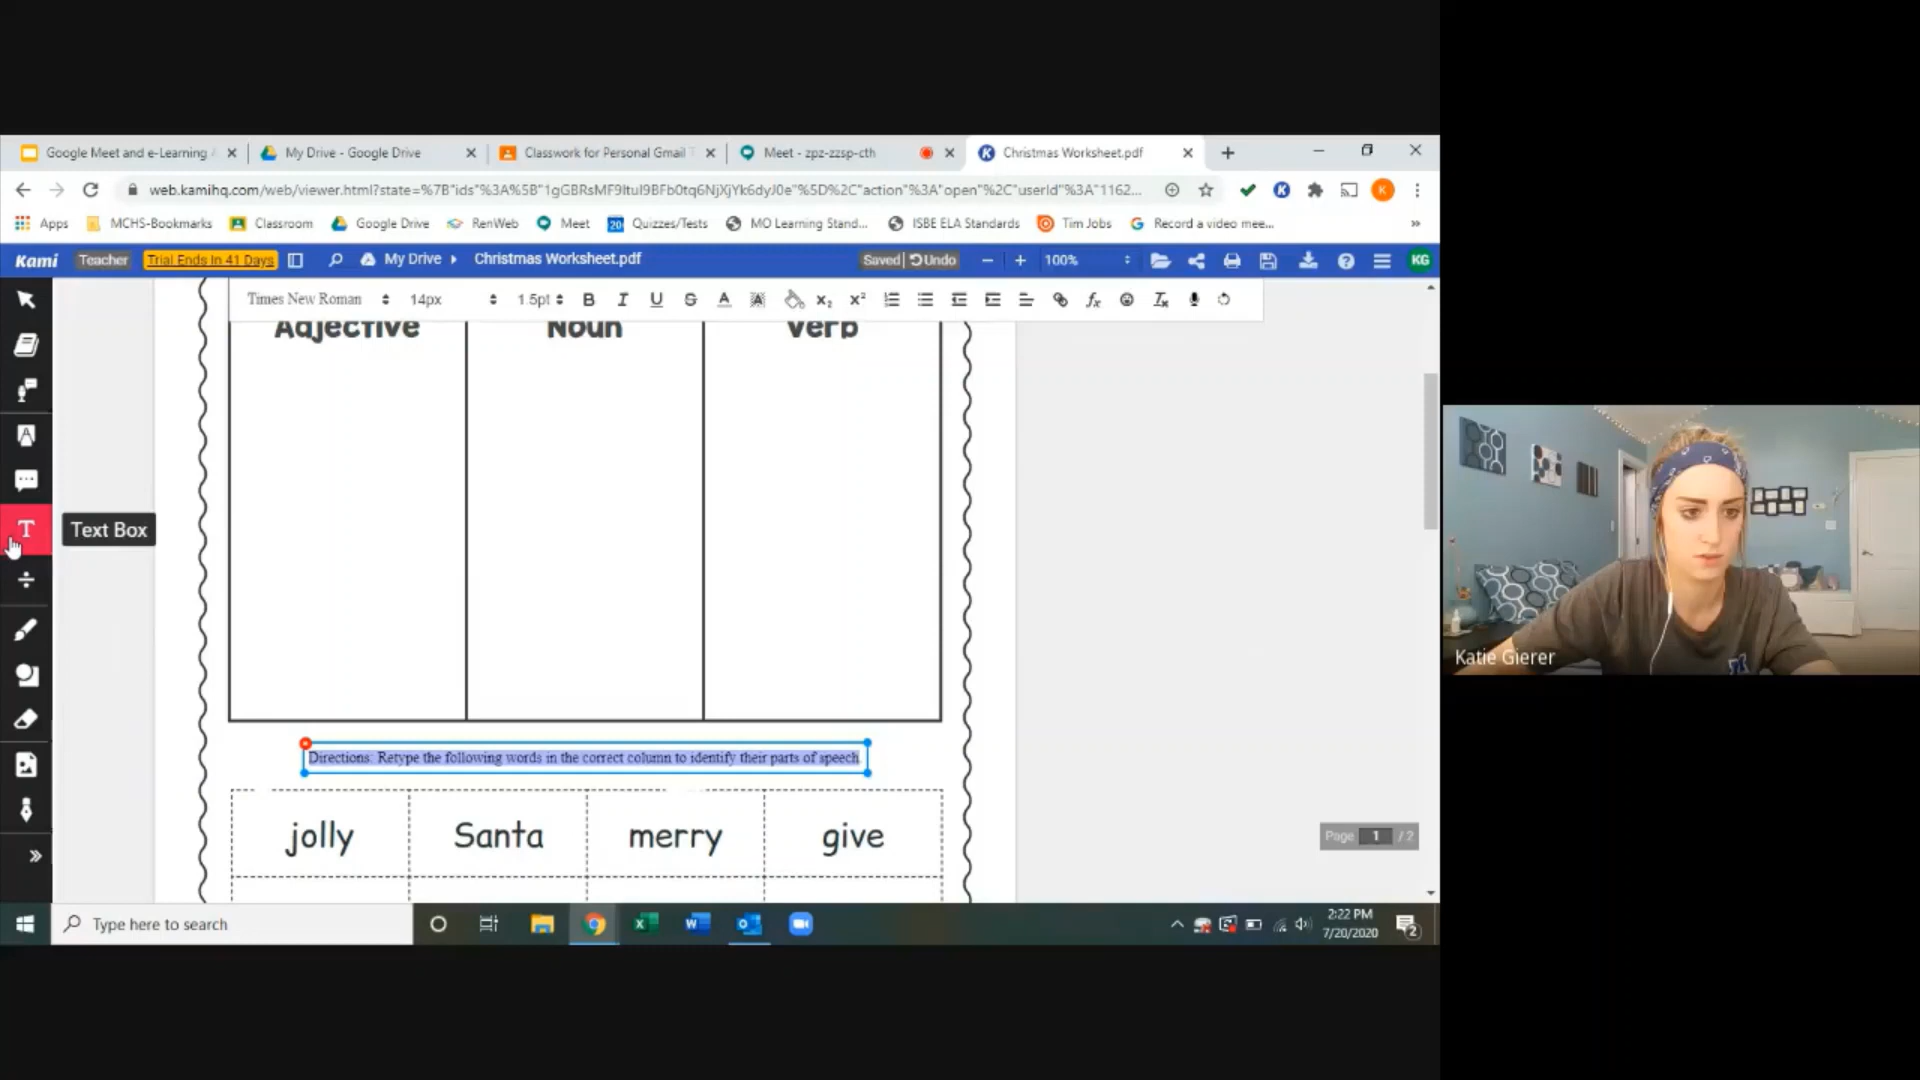 Google Meet and e-Learning
My Drive - Google Drive
Classwork for Personal Gmail T
Meet - zpz-zzsp-cth
Christmas Worksheet.pdf
web.kamihq.com/web/viewer.html?state=%7B"ids"%3A%5B"1gGBRsMF9ltuI9BFb0tq6NjXjYk6dyJ0e"%5D%2C"action"%3A"open"%2C"userId"%3A"1162...
Apps
MCHS-Bookmarks
Classroom
Google Drive
RenWeb
Meet
20
Quizzes/Tests
MO Learning Stand...
ISBE ELA Standards
Tim Jobs
Record a video mee...
Kami
Teacher
Trial Ends In 41 Days
My Drive
Christmas Worksheet.pdf
Saved
Undo
100%
KG
Times New Roman
14px
1.5pt
Adjective
Noun
Verb
Text Box
Directions: Retype the following words in the correct column to identify their parts of speech.
jolly
Santa
merry
give
Page 1 / 2
Katie Gierer
Type here to search
2:22 PM
7/20/2020
2